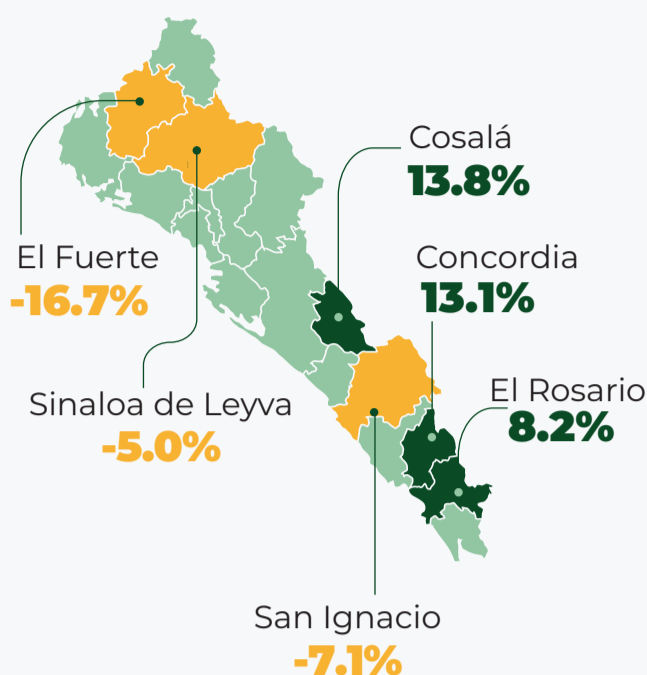 Cosalá
13.8%
Concordia
13.1%
El Fuerte
-16.7%
El Rosario
8.2%
Sinaloa de Leyva
-5.0%
San Ignacio
-7.1%